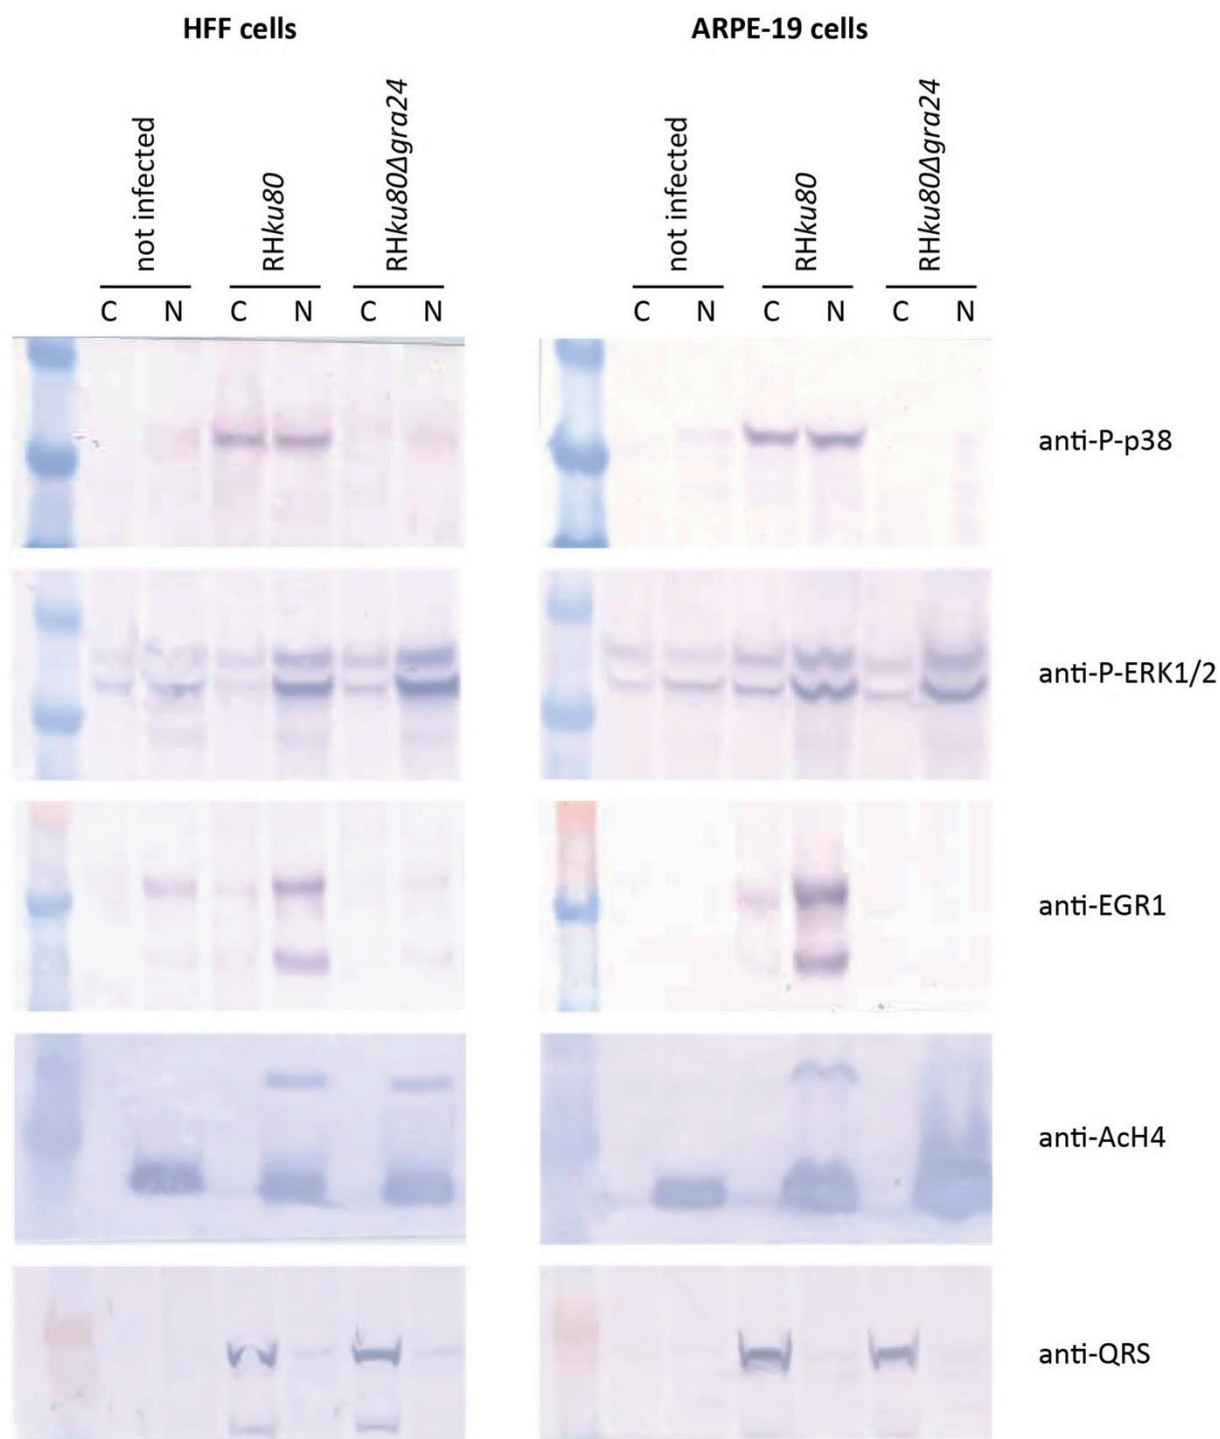 HFF cells
ARPE-19 cells
not infected
RHku80
RHku80Δgra24
not infected
RHku80
RHku80Δgra24
C N C N C N
C N C N C N
anti-P-p38
anti-P-ERK1/2
anti-EGR1
anti-AcH4
anti-QRS